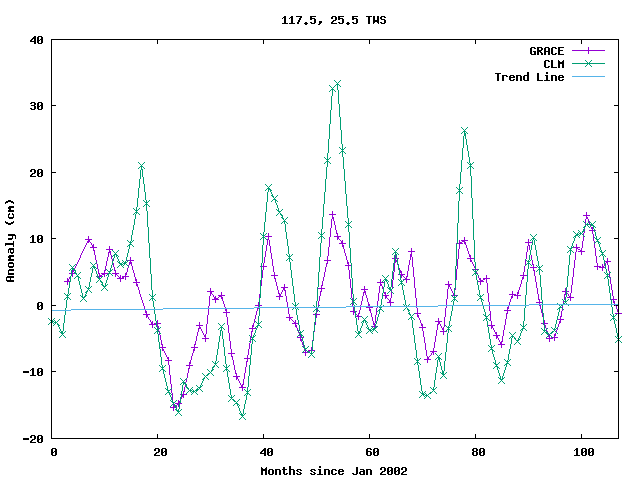 117.5, 25.5 TWS
GRACE
CLM
Trend Line
Anomaly (cm)
40
30
20
10
0
-10
-20
0 20 40 60 80 100
Months since Jan 2002